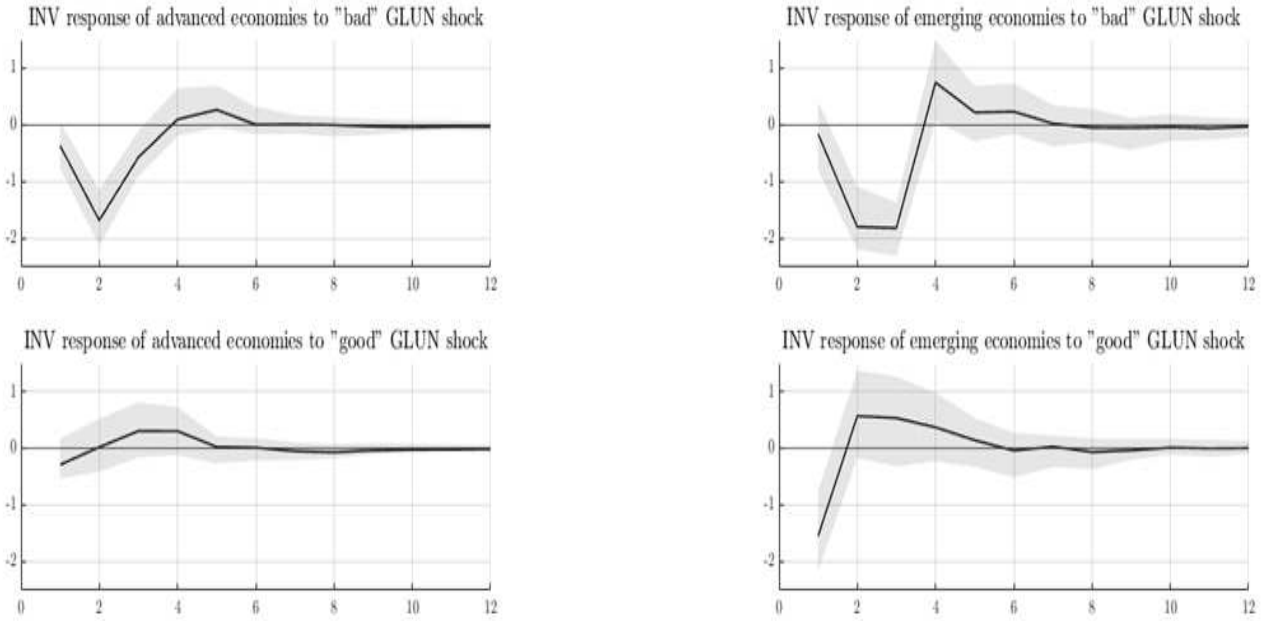 INV response of advanced economies to "bad" GLUN shock
1
0
-1
-2
0 2 4 6 8 10 12
INV response of emerging economies to "bad" GLUN shock
1
0
-1
-2
0 2 4 6 8 10 12
INV response of advanced economies to "good" GLUN shock
1
0
-1
-2
0 2 4 6 8 10 12
INV response of emerging economies to "good" GLUN shock
1
0
-1
-2
0 2 4 6 8 10 12